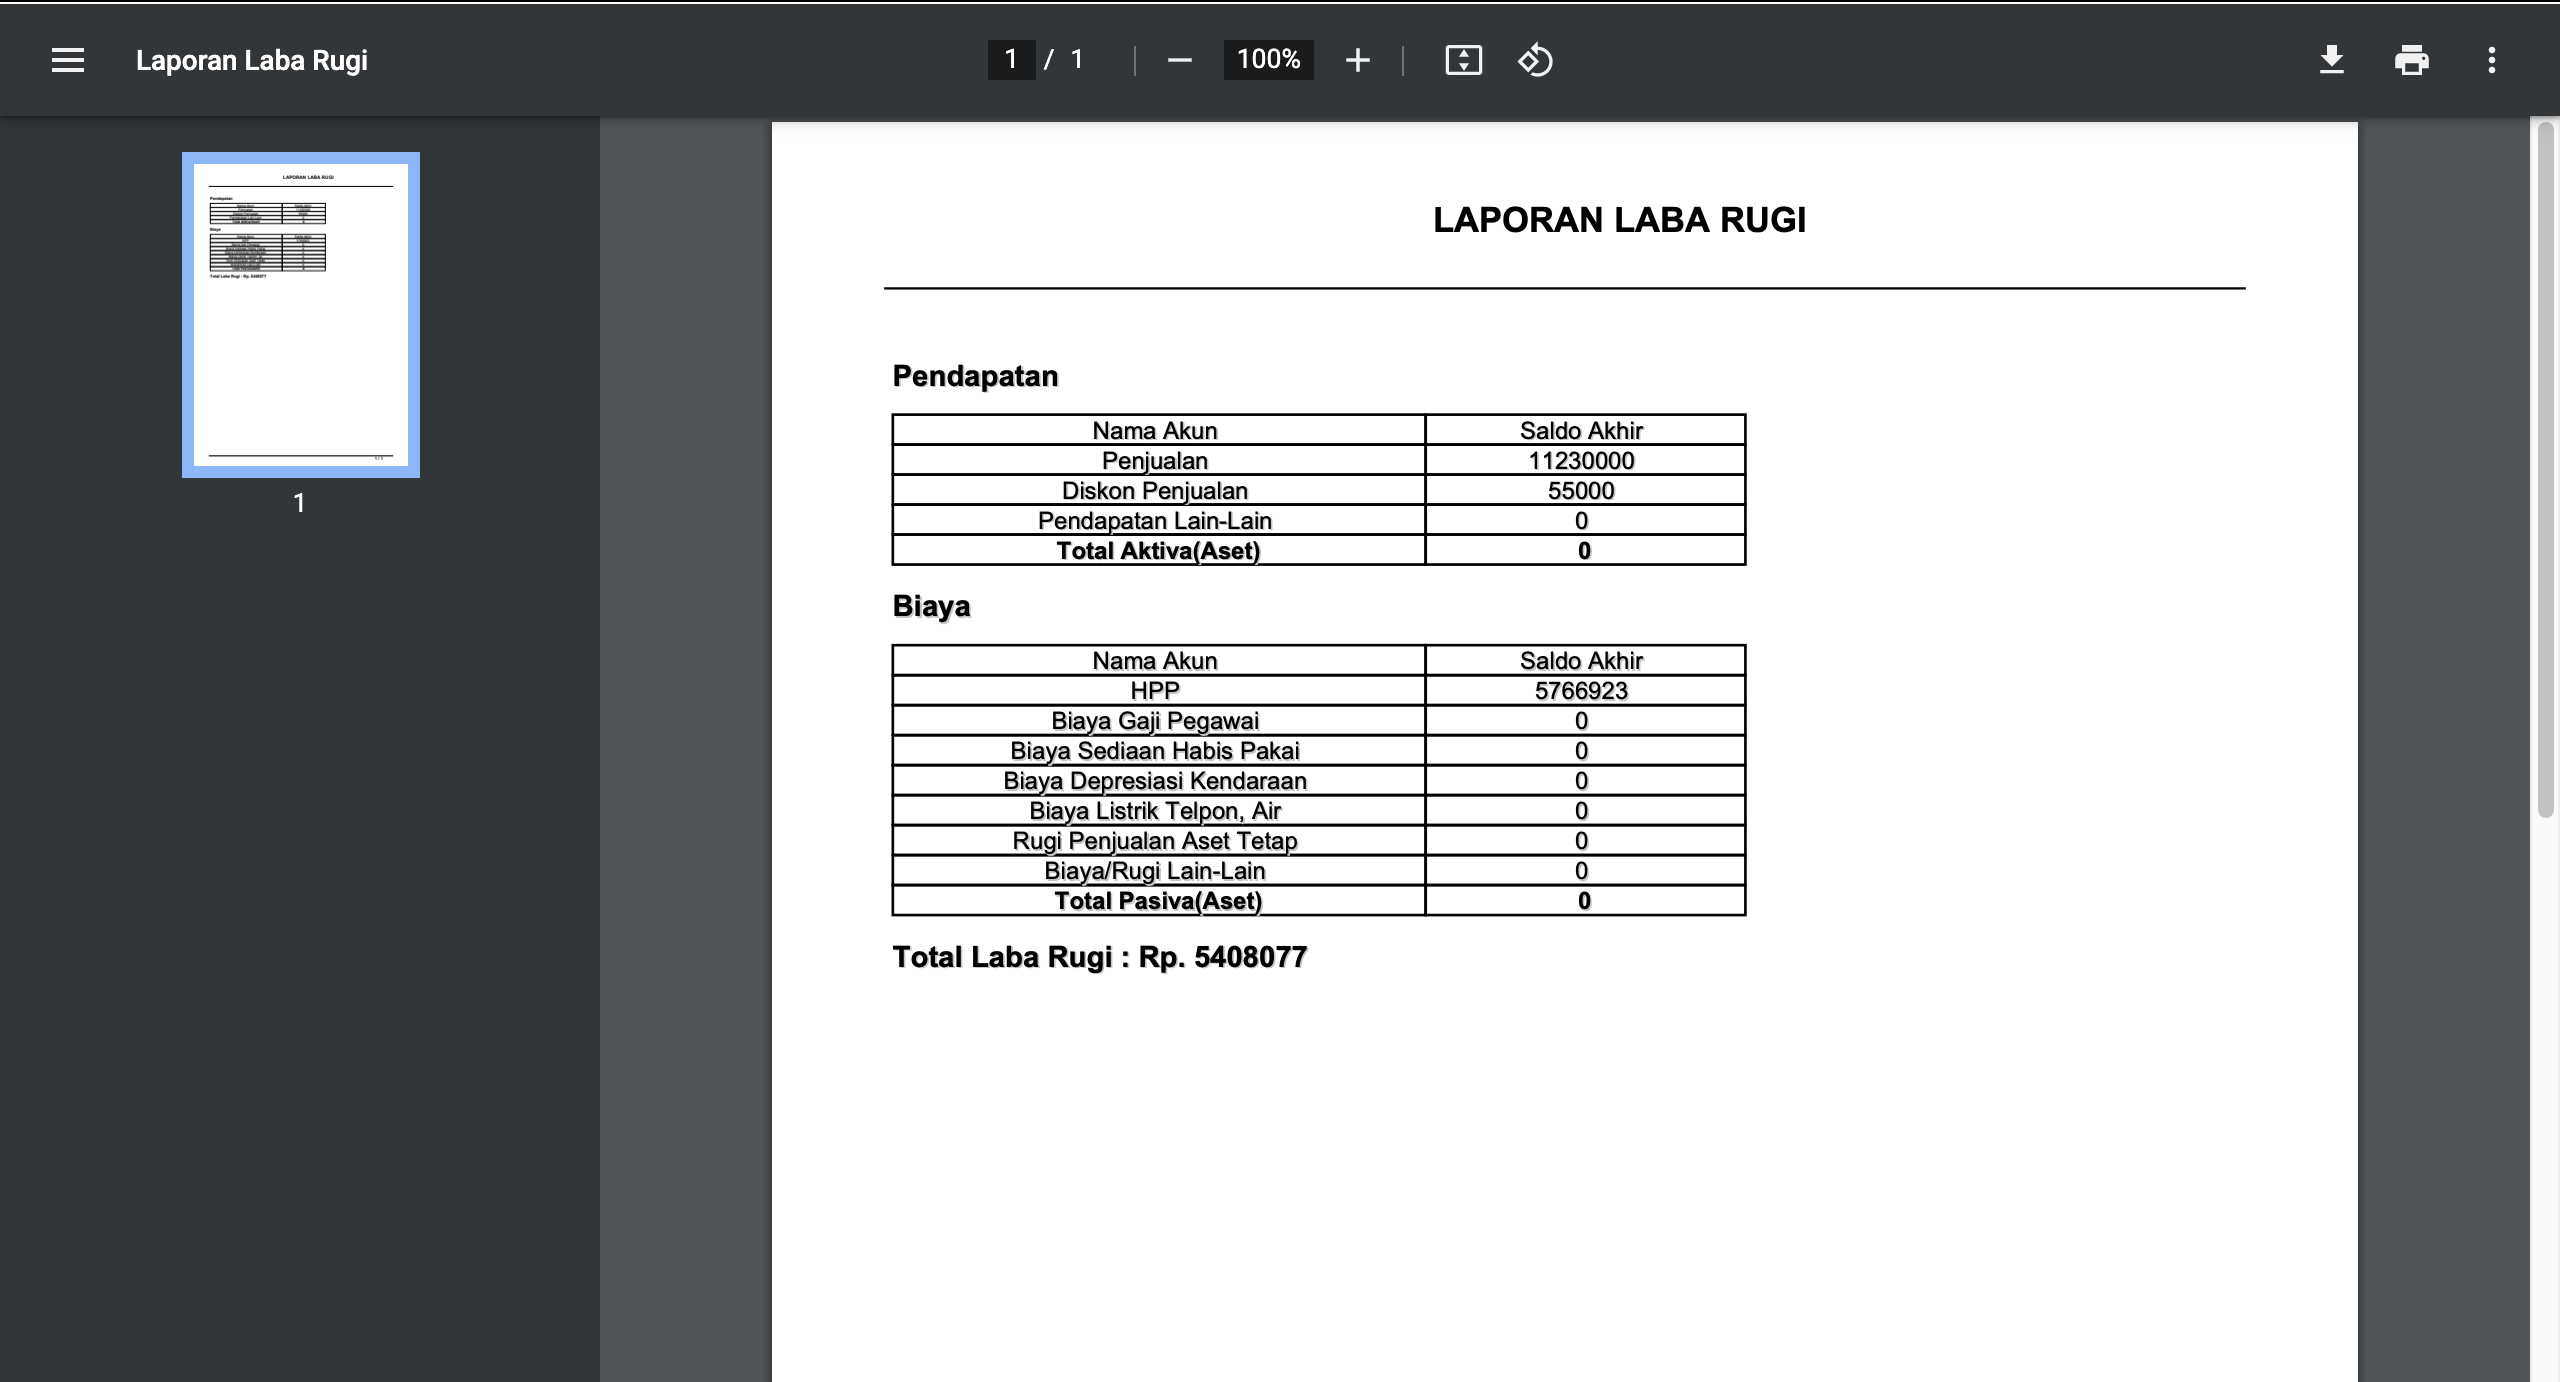 Laporan Laba Rugi
1 / 1
100%
LAPORAN LABA RUGI
1
LAPORAN LABA RUGI
Pendapatan
Nama Akun Saldo Akhir
Penjualan 11230000
Diskon Penjualan 55000
Pendapatan Lain-Lain 0
Total Aktiva(Aset) 0
Biaya
Nama Akun Saldo Akhir
HPP 5766923
Biaya Gaji Pegawai 0
Biaya Sediaan Habis Pakai 0
Biaya Depresiasi Kendaraan 0
Biaya Listrik Telpon, Air 0
Rugi Penjualan Aset Tetap 0
Biaya/Rugi Lain-Lain 0
Total Pasiva(Aset) 0
Total Laba Rugi : Rp. 5408077